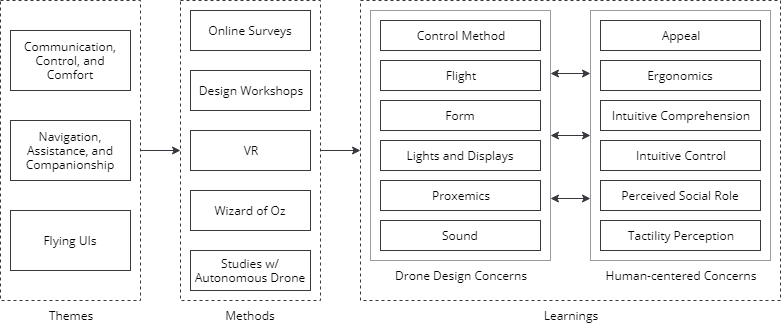 Communication,
Control, and
Comfort
Navigation,
Assistance, and
Companionship
Flying UIs
Themes
Online Surveys
Design Workshops
VR
Wizard of Oz
Studies w/
Autonomous Drone
Methods
Control Method
Flight
Form
Lights and Displays
Proxemics
Sound
Drone Design Concerns
Appeal
Ergonomics
Intuitive Comprehension
Intuitive Control
Perceived Social Role
Tactility Perception
Human-centered Concerns
Learnings